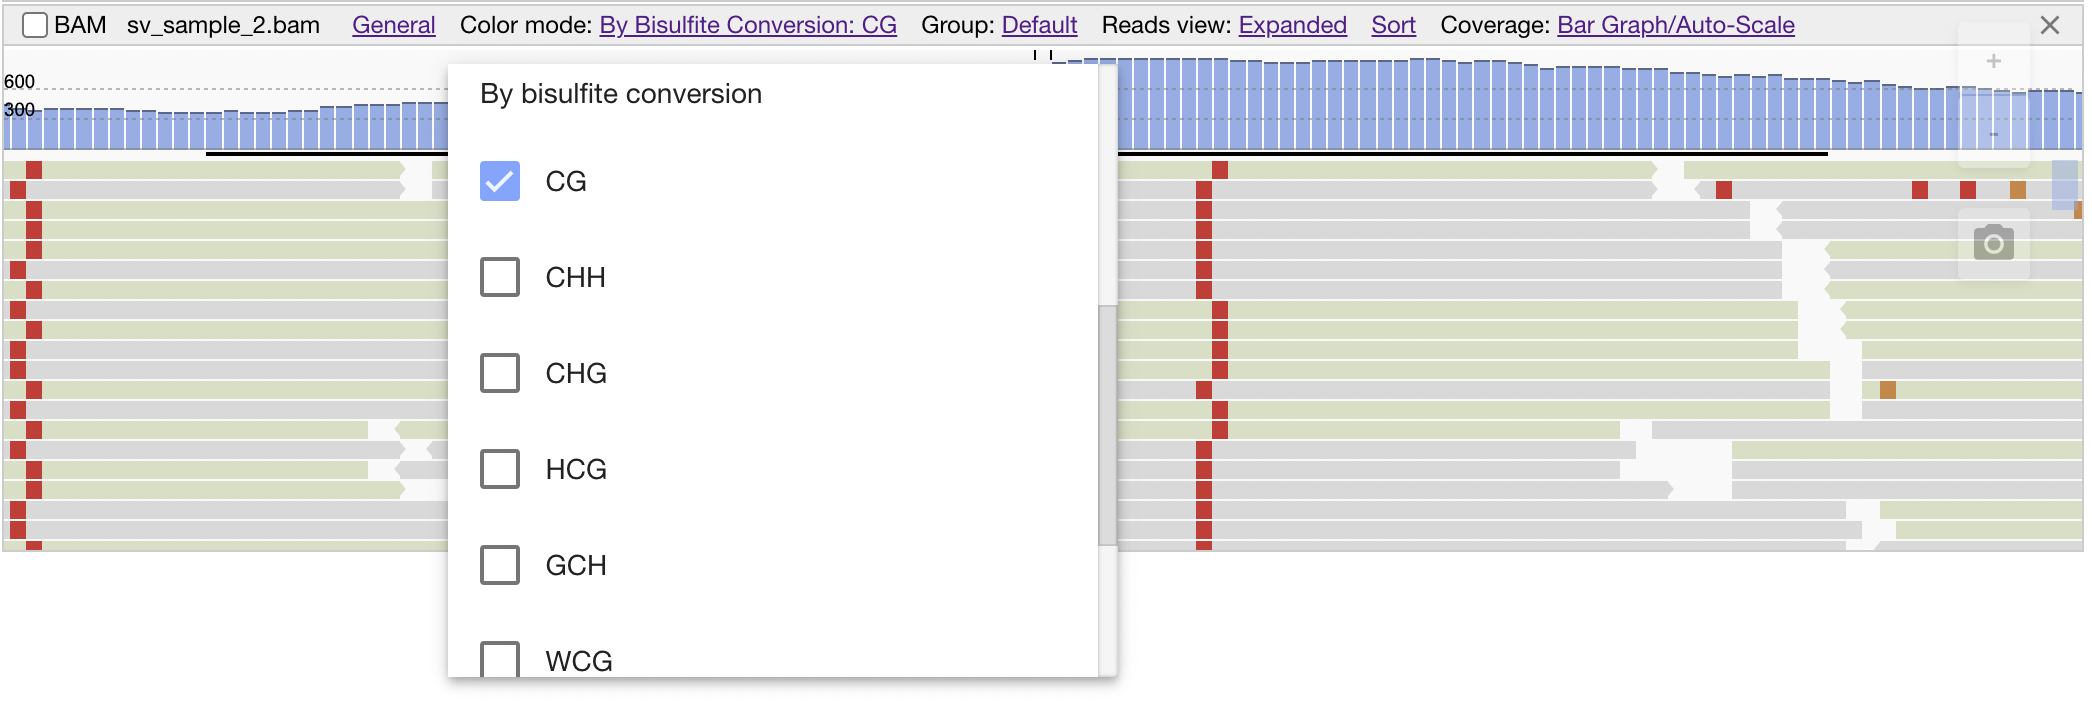 BAM sv_sample_2.bam General Color mode: By Bisulfite Conversion: CG Group: Default Reads view: Expanded Sort Coverage: Bar Graph/Auto-Scale
+
600
By bisulfite conversion
300
-
CG
CHH
CHG
HCG
GCH
WCG